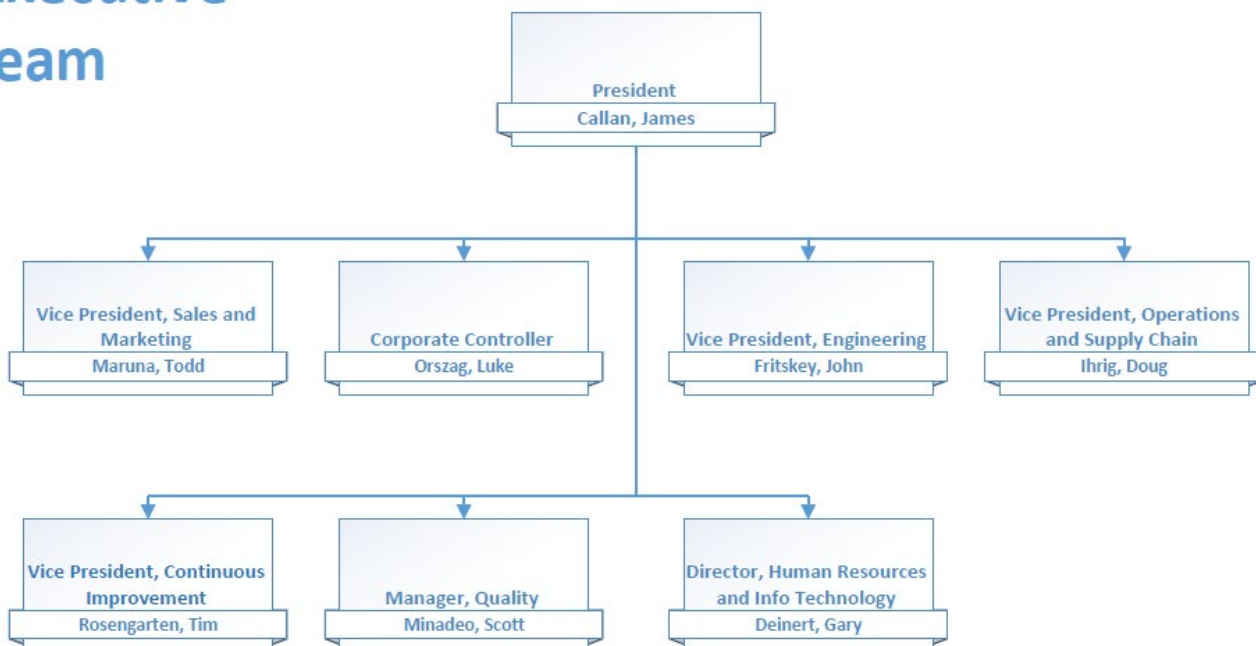 eam
President
Callan, James
Vice President, Sales and
Marketing
Maruna, Todd
Corporate Controller
Orszag, Luke
Vice President, Engineering
Fritskey, John
Vice President, Operations
and Supply Chain
Ihrig, Doug
Vice President, Continuous
Improvement
Rosengarten, Tim
Manager, Quality
Minadeo, Scott
Director, Human Resources
and Info Technology
Deinert, Gary